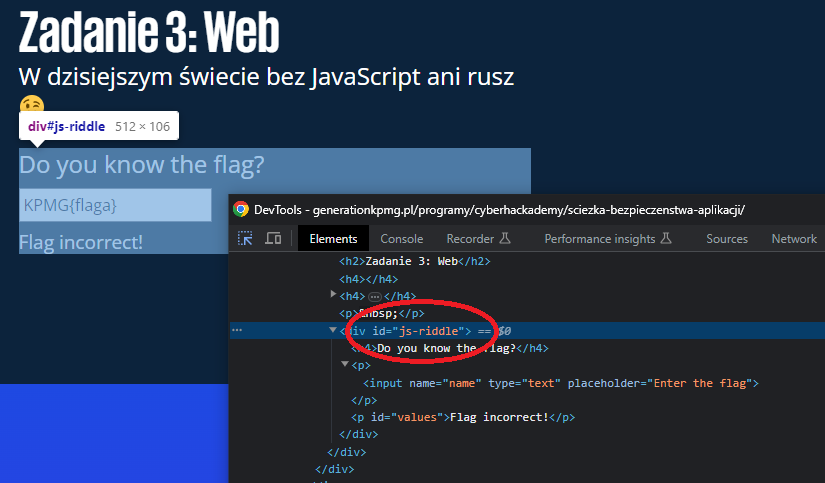 Zadanie 3: Web
W dzisiejszym świecie bez JavaScript ani rusz
😉
div#js-riddle 512 × 106
Do you know the flag?
KPMG{flaga}
Flag incorrect!
DevTools - generationkpmg.pl/programy/cyberhackademy/sciezka-bezpieczenstwa-aplikacji/
Elements Console Recorder Performance insights Sources Network
<h2>Zadanie 3: Web</h2>
<h4></h4>
<h4> … </h4>
<p>&nbsp;</p>
… <div id="js-riddle"> == $0
<h4>Do you know the flag?</h4>
<p>
<input name="name" type="text" placeholder="Enter the flag">
</p>
<p id="values">Flag incorrect!</p>
</div>
</div>
</div>